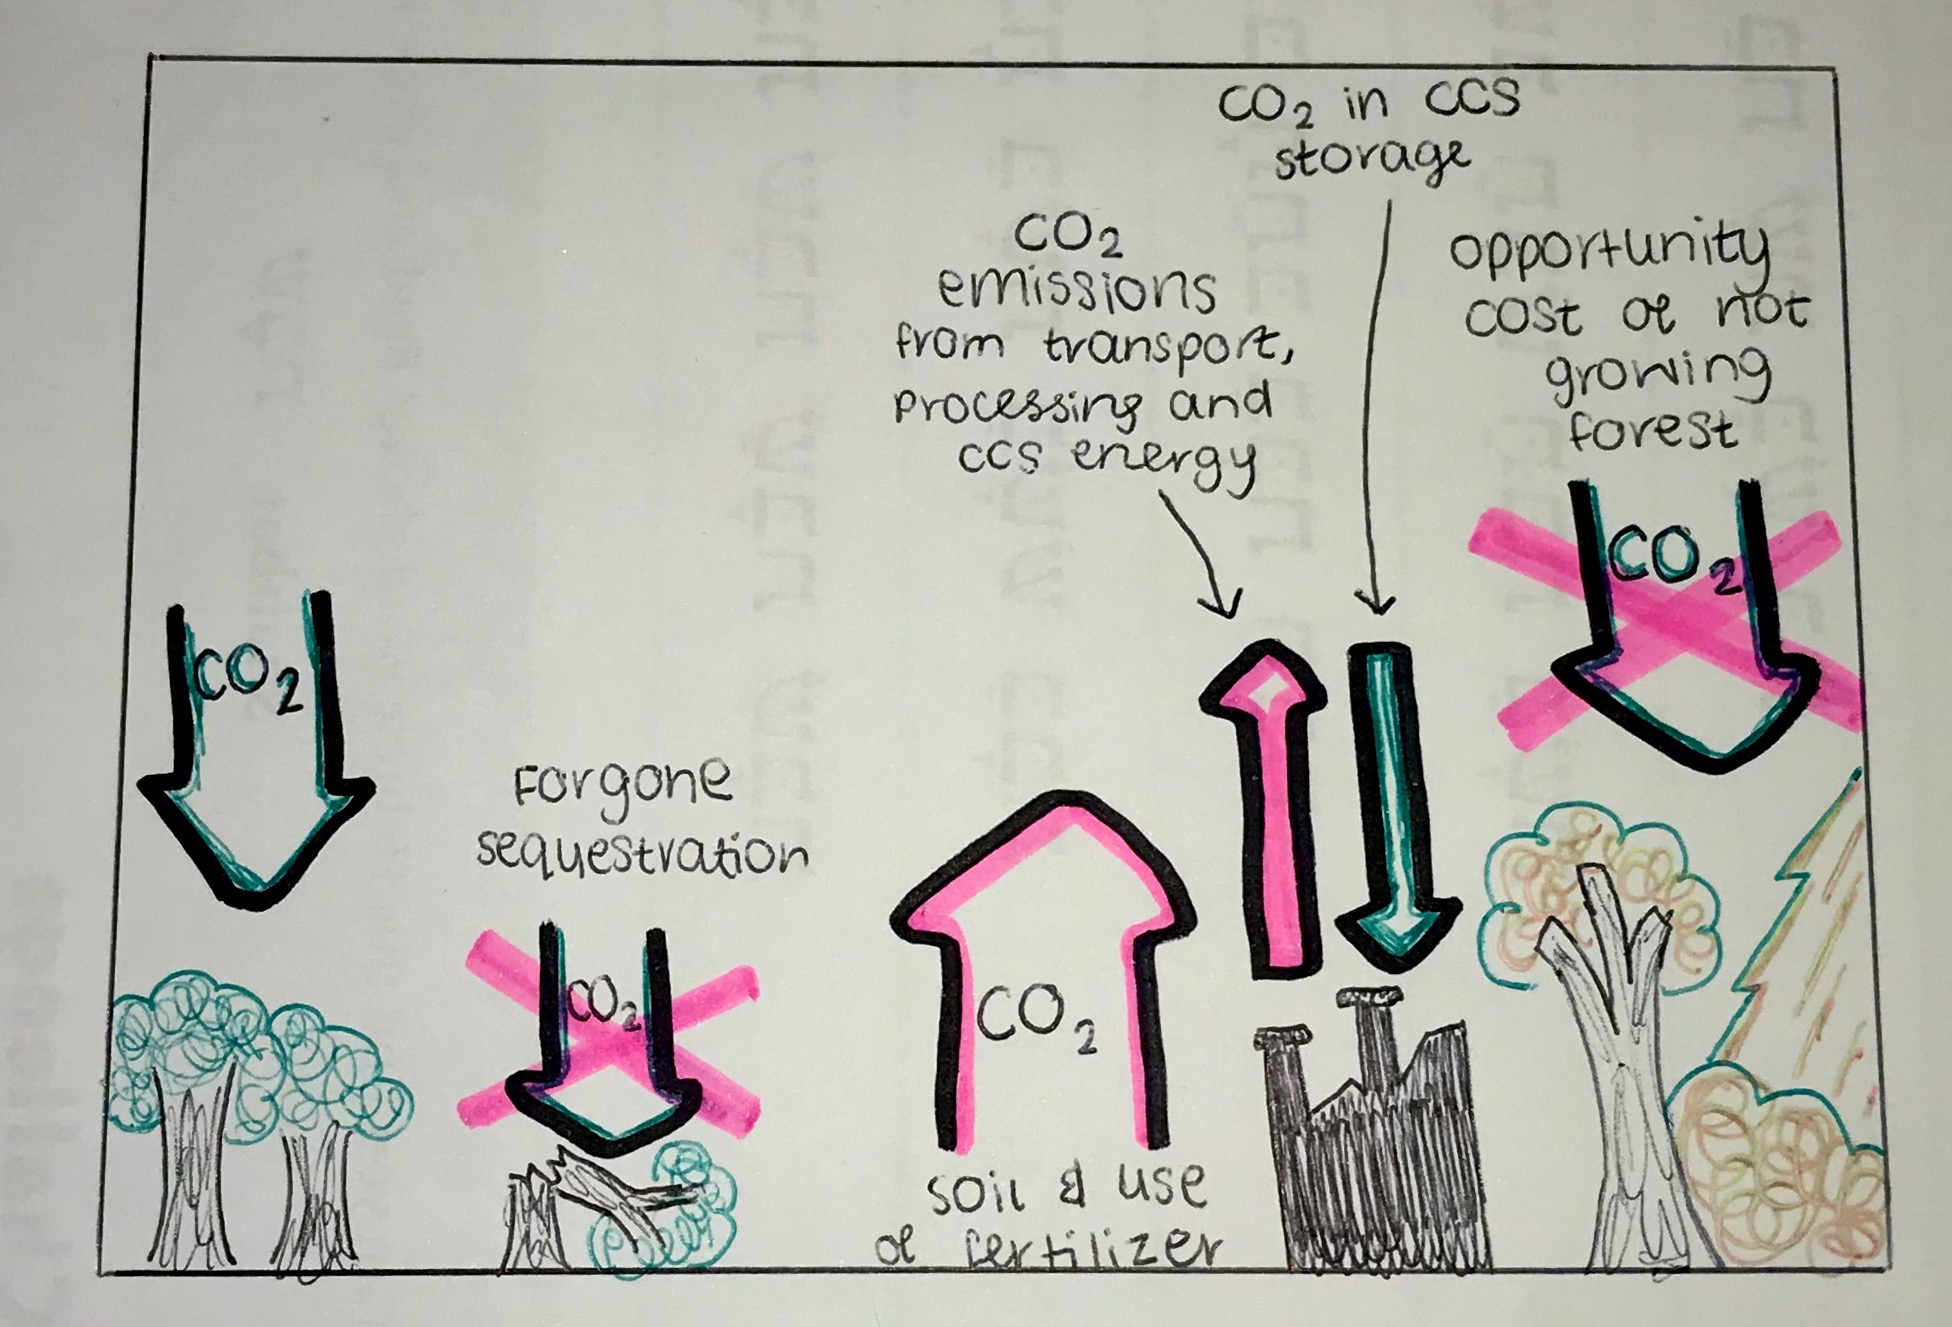 CO2 in CCS
storage
CO2
emissions
from transport,
processing and
CCS energy
opportunity
cost of not
growing
forest
CO2
CO2
Forgone
sequestration
CO2
CO2
soil & use
of fertilizer